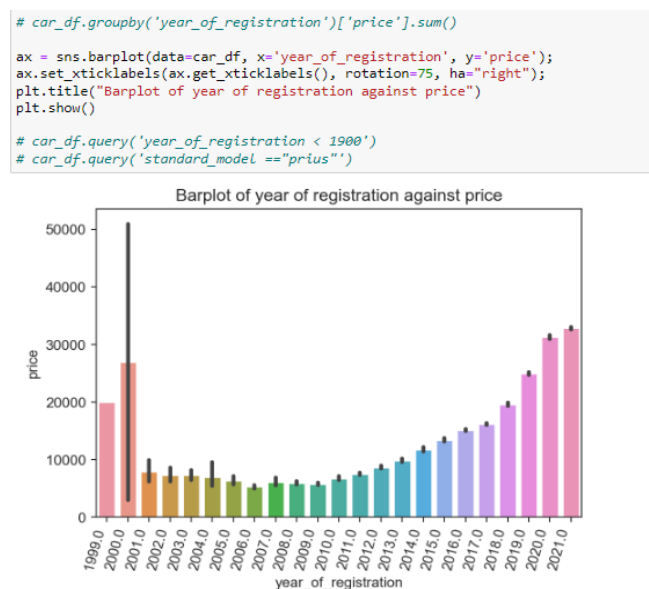 # car_df.groupby('year_of_registration')['price'].sum()
ax = sns.barplot(data=car_df, x='year_of_registration', y='price');
ax.set_xticklabels(ax.get_xticklabels(), rotation=75, ha="right");
plt.title("Barplot of year of registration against price")
plt.show()
# car_df.query('year_of_registration < 1900')
# car_df.query('standard_model =="prius"')
Barplot of year of registration against price
50000
40000
30000
20000
10000
0
price
1999.0 2000.0 2001.0 2002.0 2003.0 2004.0 2005.0 2006.0 2007.0 2008.0 2009.0 2010.0 2011.0 2012.0 2013.0 2014.0 2015.0 2016.0 2017.0 2018.0 2019.0 2020.0 2021.0
year_of_registration